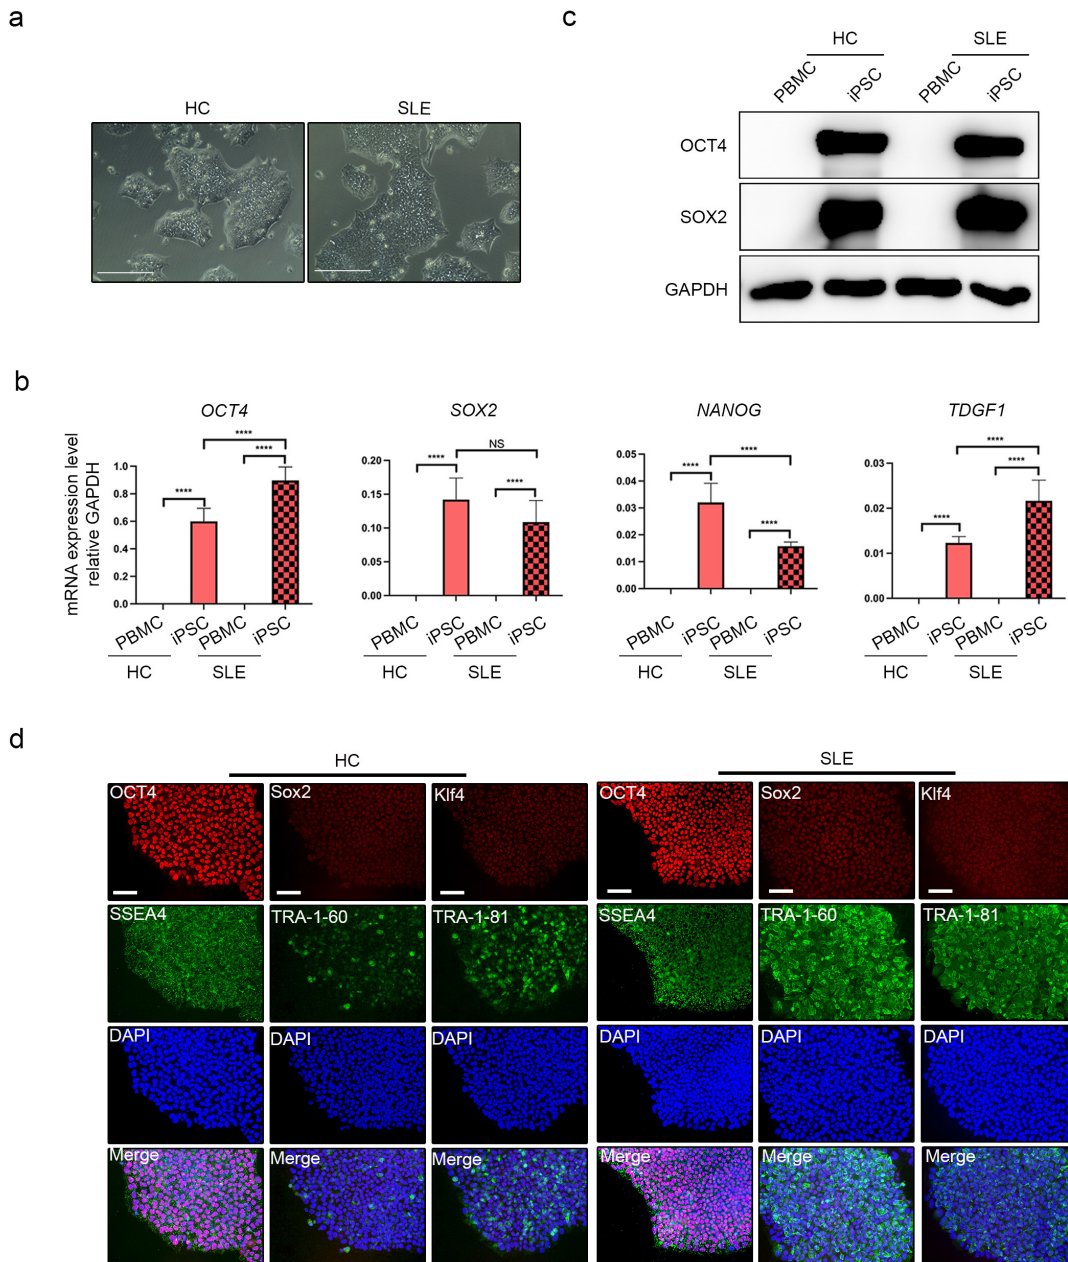 a
HC
SLE
c
HC
SLE
PBMC
iPSC
PBMC
iPSC
OCT4
SOX2
GAPDH
b
mRNA expression level
relative GAPDH
OCT4
1.0
0.8
0.6
0.4
0.2
0.0
****
****
****
PBMC
iPSC
PBMC
iPSC
HC
SLE
SOX2
0.20
0.15
0.10
0.05
0.00
****
NS
****
PBMC
iPSC
PBMC
iPSC
HC
SLE
NANOG
0.05
0.04
0.03
0.02
0.01
0.00
****
****
****
PBMC
iPSC
PBMC
iPSC
HC
SLE
TDGF1
0.03
0.02
0.01
0.00
****
****
****
PBMC
iPSC
PBMC
iPSC
HC
SLE
d
HC
SLE
OCT4
Sox2
Klf4
OCT4
Sox2
Klf4
SSEA4
TRA-1-60
TRA-1-81
SSEA4
TRA-1-60
TRA-1-81
DAPI
DAPI
DAPI
DAPI
DAPI
DAPI
Merge
Merge
Merge
Merge
Merge
Merge